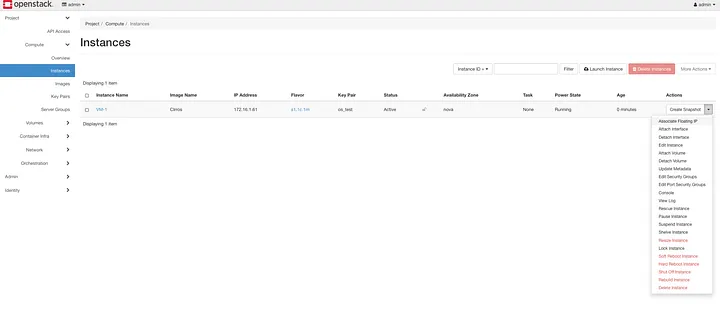 openstack.
admin
admin
Project
API Access
Compute
Overview
Instances
Images
Key Pairs
Server Groups
Volumes
Container Infra
Network
Orchestration
Admin
Identity
Project / Compute / Instances
Instances
Instance ID =
Filter
Launch Instance
Delete Instances
More Actions
Displaying 1 item
Instance Name Image Name IP Address Flavor Key Pair Status Availability Zone Task Power State Age Actions
Cirros 172.16.1.61 os_test Active nova None Running 0 minutes Create Snapshot
Displaying 1 item
Associate Floating IP
Attach Interface
Detach Interface
Edit Instance
Attach Volume
Detach Volume
Update Metadata
Edit Security Groups
Edit Port Security Groups
Console
View Log
Rescue Instance
Pause Instance
Suspend Instance
Shelve Instance
Resize Instance
Lock Instance
Soft Reboot Instance
Hard Reboot Instance
Shut Off Instance
Rebuild Instance
Delete Instance